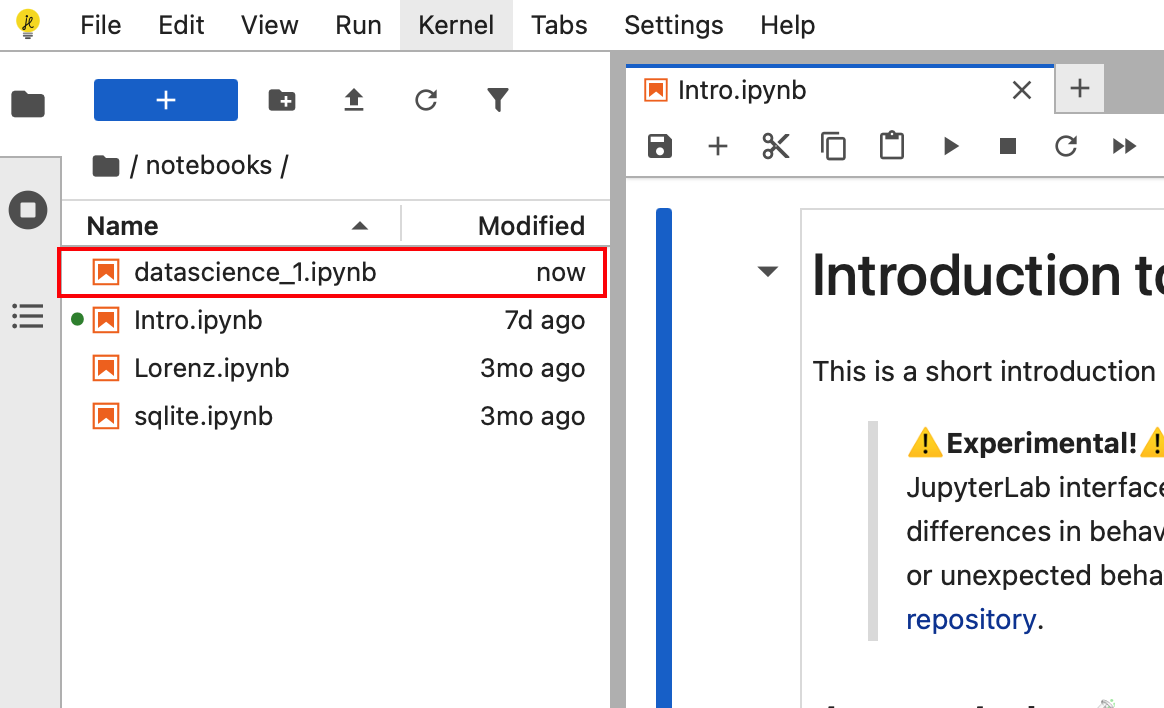 File Edit View Run Kernel Tabs Settings Help
/ notebooks /
Name Modified
datascience_1.ipynb now
Intro.ipynb 7d ago
Lorenz.ipynb 3mo ago
sqlite.ipynb 3mo ago
Intro.ipynb
Introduction to
This is a short introduction
⚠️Experimental!⚠️
JupyterLab interface
differences in behav
or unexpected beha
repository.